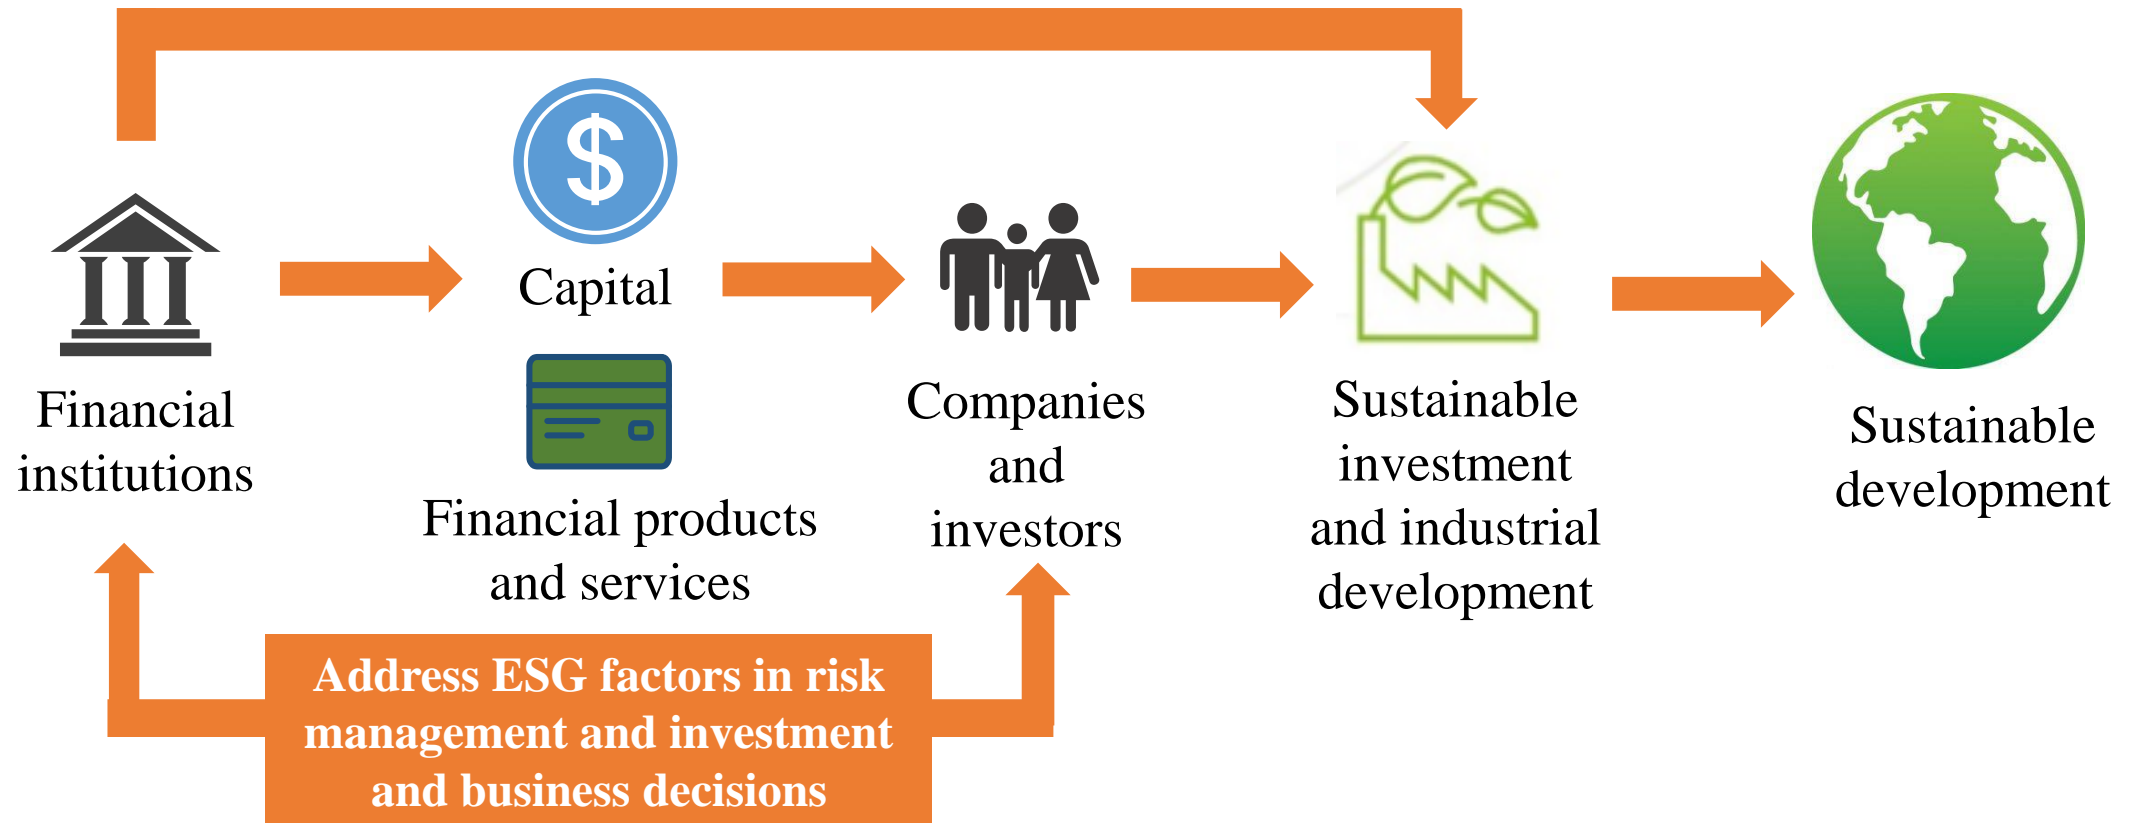 $
Capital
Financial products
and services
Financial
institutions
Companies
and
investors
Sustainable
investment
and industrial
development
Sustainable
development
Address ESG factors in risk
management and investment
and business decisions